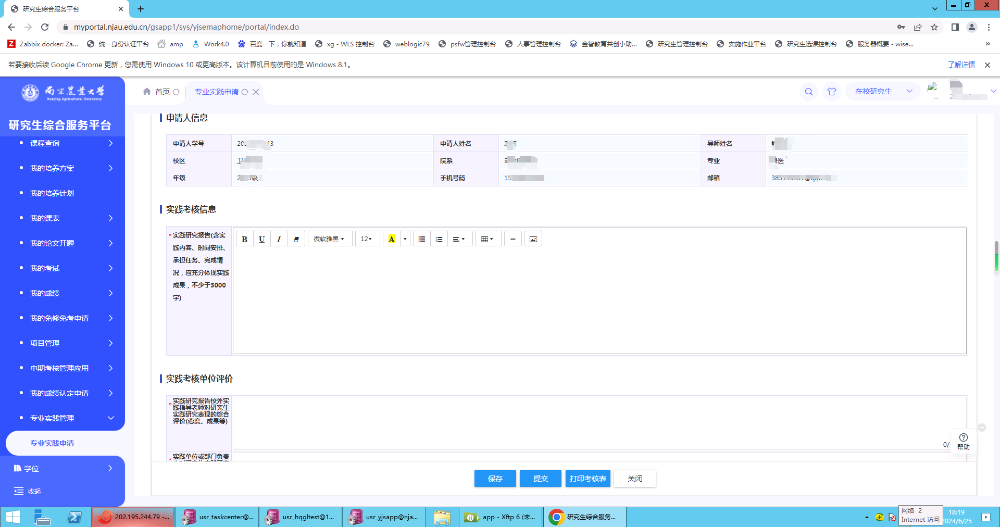 研究生综合服务平台
myportal.njau.edu.cn/gsapp1/sys/yjsemaphome/portal/index.do
Zabbix docker: Za...
统一身份认证平台
amp
Work4.0
百度一下，你就知道
xg - WLS 控制台
weblogic79
psfw管理控制台
人事管理控制台
金智教育共创小助...
研究生管理控制台
实施作业平台
研究生选课控制台
服务器概要 - wise...
»
若要接收后续 Google Chrome 更新，您需使用 Windows 10 或更高版本。该计算机目前使用的是 Windows 8.1。
了解详情
南京农业大学
Nanjing Agricultural University
首页
专业实践申请
在校研究生
研究生综合服务平台
课程查询
我的培养方案
我的培养计划
我的课表
我的论文开题
我的考试
我的成绩
我的免修免考申请
项目管理
中期考核管理应用
我的成绩认定申请
专业实践管理
专业实践申请
学位
收起
申请人信息
申请人学号
申请人姓名
导师姓名
校区
院系
专业
年级
手机号码
邮箱
实践考核信息
*实践研究报告(含实
践内容、时间安排、
承担任务、完成情
况，应充分体现实践
成果，不少于3000
字)
B U I 微软雅黑 12 A
实践考核单位评价
*实践研究报告校外实
践指导老师对研究生
实践研究表现的综合
评价(态度、成果等)
0/
*实践单位或部门负责
帮助
保存 提交 打印考核表 关闭
202.195.244.79 -...
usr_taskcenter@...
usr_hqgltest@1...
usr_yjsapp@nja...
app - Xftp 6 (未...
研究生综合服务...
网络 2
Internet 访问
18:19
2024/6/25